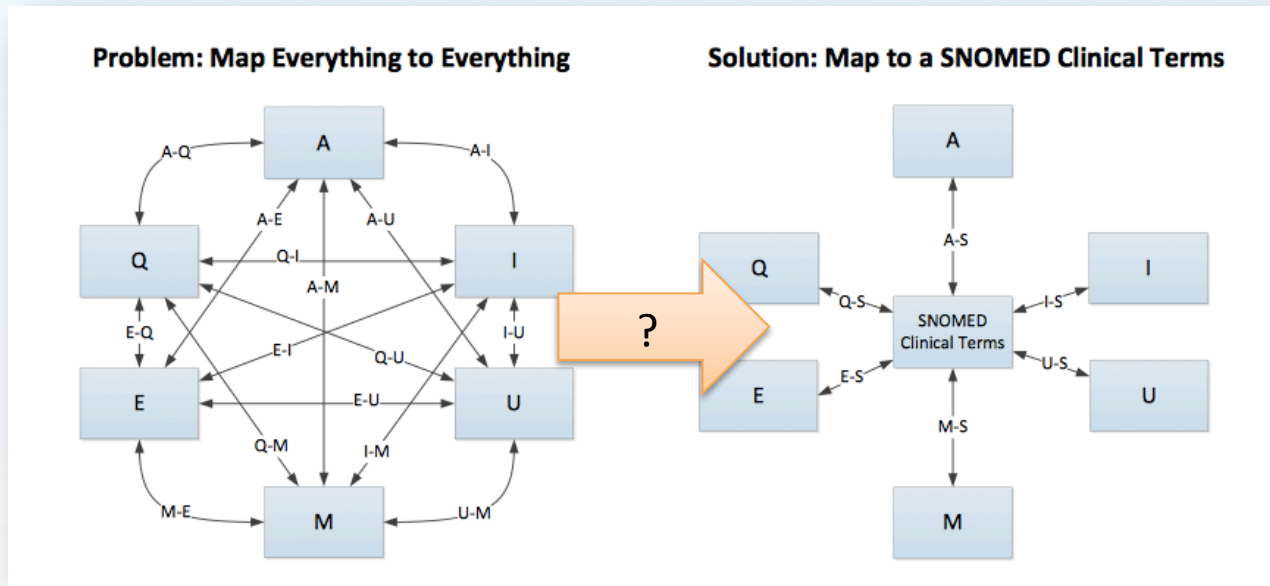 Problem: Map Everything to Everything
A
A-Q
A-I
A-E
A-U
Q
Q-I
I
A-M
E-Q
E-I
Q-U
I-U
E
E-U
U
Q-M
I-M
M-E
M
U-M
?
Solution: Map to a SNOMED Clinical Terms
A
A-S
Q
I
Q-S
I-S
SNOMED
Clinical Terms
E-S
U-S
E
U
M-S
M